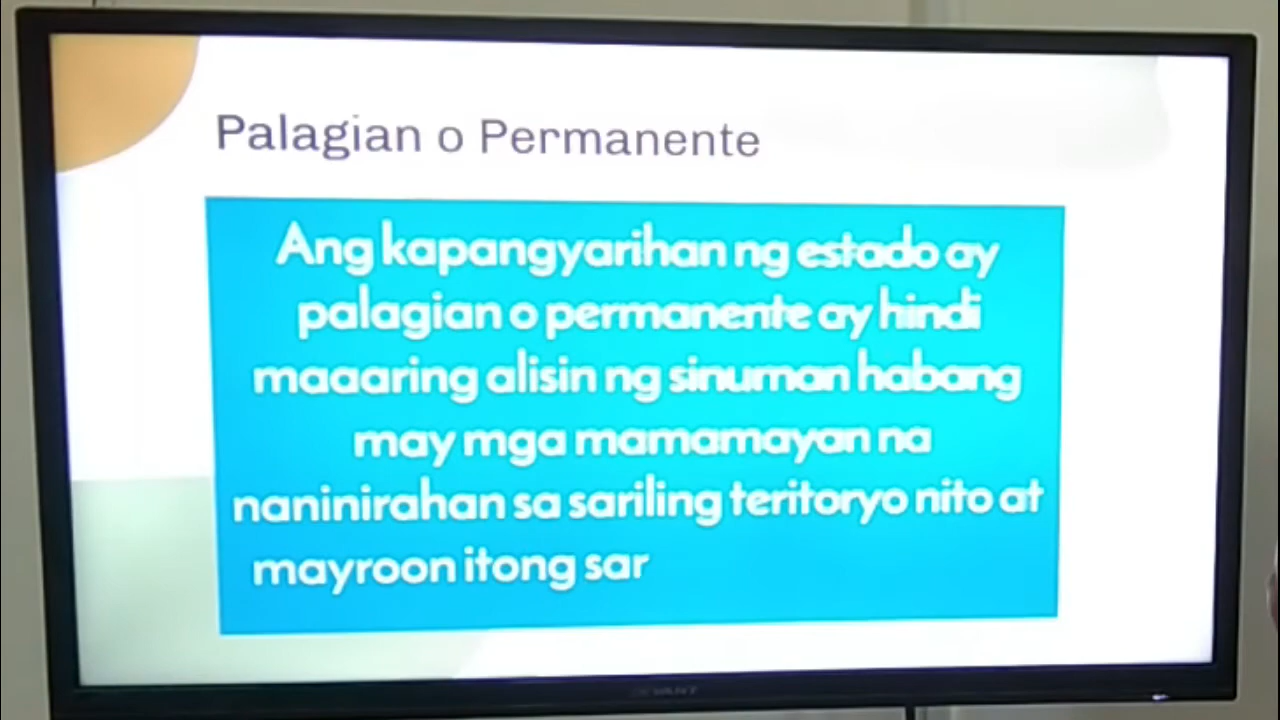 Palagian o Permanente
Ang kapangyarihan ng estado ay
palagian o permanente ay hindi
maaaring alisin ng sinuman habang
may mga mamamayan na
naninirahan sa sariling teritoryo nito at
mayroon itong sar